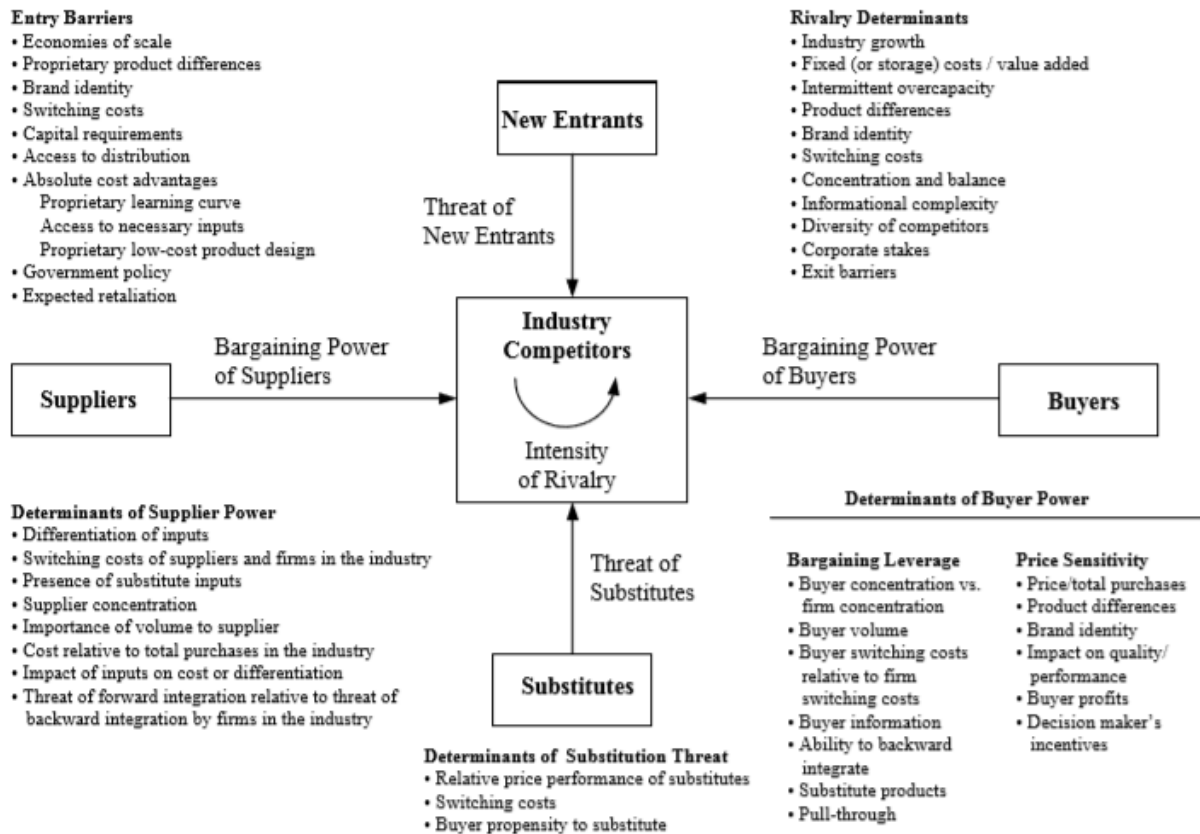 Entry Barriers
• Economies of scale
• Proprietary product differences
• Brand identity
• Switching costs
• Capital requirements
• Access to distribution
• Absolute cost advantages
Proprietary learning curve
Access to necessary inputs
Proprietary low-cost product design
• Government policy
• Expected retaliation
New Entrants
Threat of
New Entrants
Rivalry Determinants
• Industry growth
• Fixed (or storage) costs / value added
• Intermittent overcapacity
• Product differences
• Brand identity
• Switching costs
• Concentration and balance
• Informational complexity
• Diversity of competitors
• Corporate stakes
• Exit barriers
Suppliers
Bargaining Power
of Suppliers
Industry
Competitors
Intensity
of Rivalry
Bargaining Power
of Buyers
Buyers
Determinants of Supplier Power
• Differentiation of inputs
• Switching costs of suppliers and firms in the industry
• Presence of substitute inputs
• Supplier concentration
• Importance of volume to supplier
• Cost relative to total purchases in the industry
• Impact of inputs on cost or differentiation
• Threat of forward integration relative to threat of
backward integration by firms in the industry
Threat of
Substitutes
Substitutes
Determinants of Substitution Threat
• Relative price performance of substitutes
• Switching costs
• Buyer propensity to substitute
Determinants of Buyer Power
Bargaining Leverage
• Buyer concentration vs.
firm concentration
• Buyer volume
• Buyer switching costs
relative to firm
switching costs
• Buyer information
• Ability to backward
integrate
• Substitute products
• Pull-through
Price Sensitivity
• Price/total purchases
• Product differences
• Brand identity
• Impact on quality/
performance
• Buyer profits
• Decision maker's
incentives